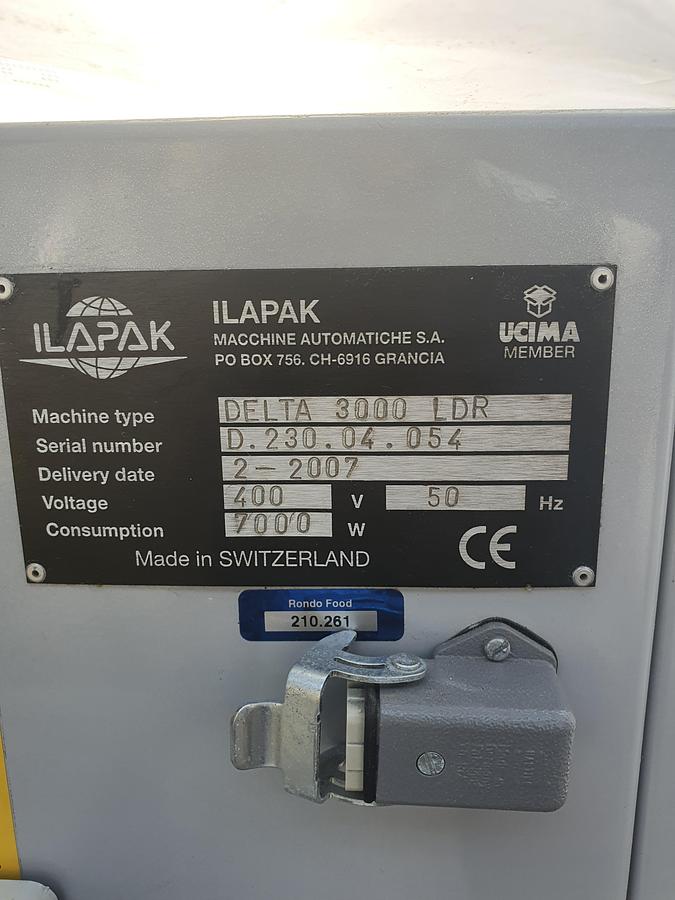 ILAPAK
ILAPAK
MACCHINE AUTOMATICHE S.A.
PO BOX 756. CH-6916 GRANCIA
UCIMA
MEMBER
Machine type DELTA 3000 LDR
Serial number D.230.04.054
Delivery date 2-2007
Voltage 400 V 50 Hz
Consumption 7000 W
Made in SWITZERLAND CE
Rondo Food
210.261